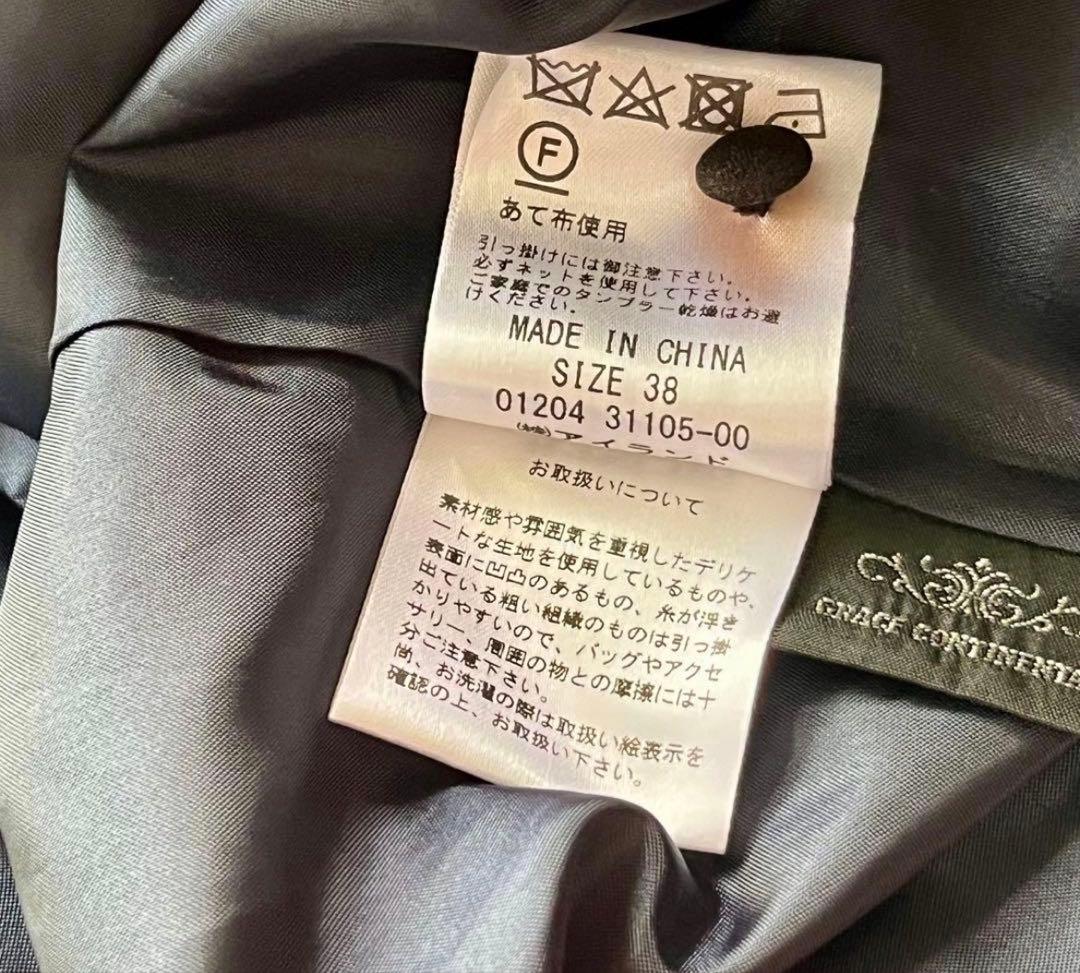 F
あて布使用
引っ掛けには御注意下さい。
必ずネットを使用して下さい。
ご家庭でのタンブラー乾燥はお避
けください。
MADE IN CHINA
SIZE 38
01204 31105-00
㈱アイランド
お取扱いについて
素材感や雰囲気を重視したデリケ
ートな生地を使用しているものや、
表面に凹凸のあるもの、糸が浮き
出ている粗い組織のものは引っ掛
かりやすいので、バッグやアクセ
サリー、周囲の物との摩擦には十
分ご注意下さい。
尚、お洗濯の際は取扱い絵表示を
確認の上、お取扱い下さい。
GRACE CONTINENTA